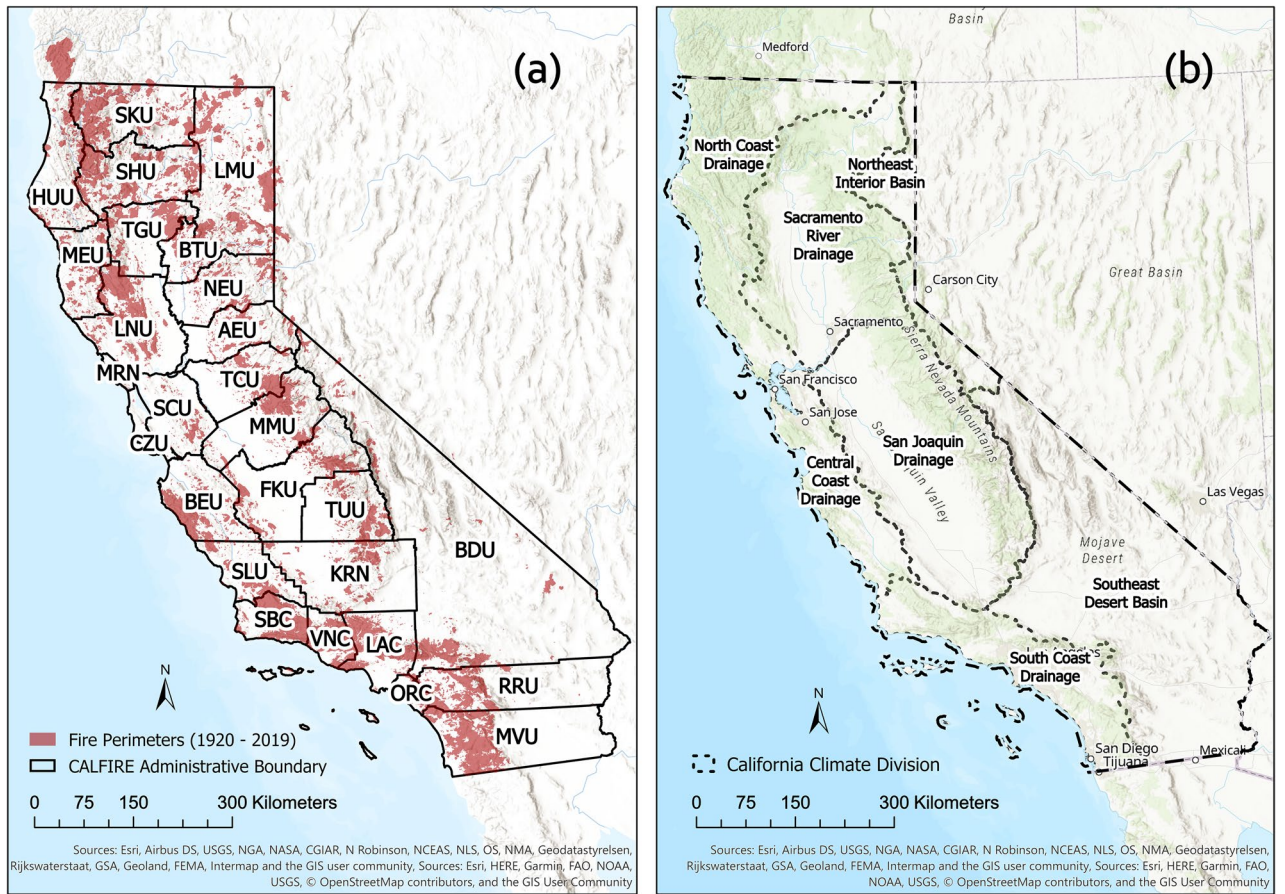 (a)
SKU
SHU
LMU
HUU
TGU
BTU
MEU
NEU
LNU
AEU
MRN
TCU
SCU
MMU
CZU
FKU
BEU
TUU
BDU
SLU
KRN
SBC
VNC
LAC
ORC
RRU
MVU
N
Fire Perimeters (1920 - 2019)
CALFIRE Administrative Boundary
0 75 150 300 Kilometers
Sources: Esri, Airbus DS, USGS, NGA, NASA, CGIAR, N Robinson, NCEAS, NLS, OS, NMA, Geodatastyrelsen,
Rijkswaterstaat, GSA, Geoland, FEMA, Intermap and the GIS user community, Sources: Esri, HERE, Garmin, FAO, NOAA,
USGS, © OpenStreetMap contributors, and the GIS User Community
Basin
Medford
(b)
North Coast
Drainage
Northeast
Interior Basin
Sacramento
River
Drainage
Great Basin
Carson City
Sacramento
Sierra Nevada Mountains
San Francisco
San Jose
San Joaquin
Drainage
Central
Coast
Drainage
Valley
Las Vegas
Mojave
Desert
Southeast
Desert Basin
South Coast
Drainage
San Diego
Tijuana
Mexicali
N
California Climate Division
0 75 150 300 Kilometers
Sources: Esri, Airbus DS, USGS, NGA, NASA, CGIAR, N Robinson, NCEAS, NLS, OS, NMA, Geodatastyrelsen,
Rijkswaterstaat, GSA, Geoland, FEMA, Intermap and the GIS user community, Sources: Esri, HERE, Garmin, FAO,
NOAA, USGS, © OpenStreetMap contributors, and the GIS User Community